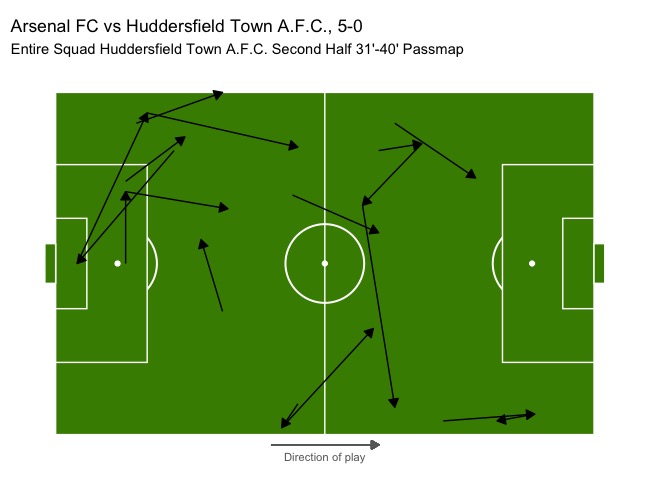 Arsenal FC vs Huddersfield Town A.F.C., 5-0
Entire Squad Huddersfield Town A.F.C. Second Half 31'-40' Passmap
Direction of play